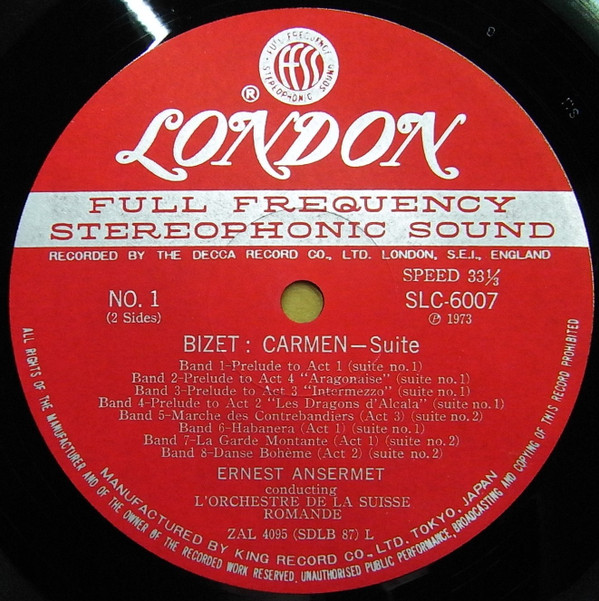 · FULL FREQUENCY ·
STEREOPHONIC SOUND
ffss
®
LONDON
FULL FREQUENCY
STEREOPHONIC SOUND
RECORDED BY THE DECCA RECORD CO., LTD. LONDON, S.E.I., ENGLAND
SPEED 33⅓
NO. 1
(2 Sides)
SLC-6007
℗ 1973
BIZET : CARMEN—Suite
Band 1-Prelude to Act 1 (suite no.1)
Band 2-Prelude to Act 4 "Aragonaise" (suite no.1)
Band 3-Prelude to Act 3 "Intermezzo" (suite no.1)
Band 4-Prelude to Act 2 "Les Dragons d'Alcala" (suite no.1)
Band 5-Marche des Contrebandiers (Act 3) (suite no.2)
Band 6-Habanera (Act 1) (suite no.1)
Band 7-La Garde Montante (Act 1) (suite no.2)
Band 8-Danse Bohème (Act 2) (suite no.2)
ERNEST ANSERMET
conducting
L'ORCHESTRE DE LA SUISSE
ROMANDE
ZAL 4095 (SDLB 87) L
MANUFACTURED BY KING RECORD CO., LTD. TOKYO, JAPAN
ALL RIGHTS OF THE MANUFACTURER AND OF THE OWNER OF THE RECORDED WORK RESERVED. UNAUTHORISED PUBLIC PERFORMANCE, BROADCASTING AND COPYING OF THIS RECORD PROHIBITED